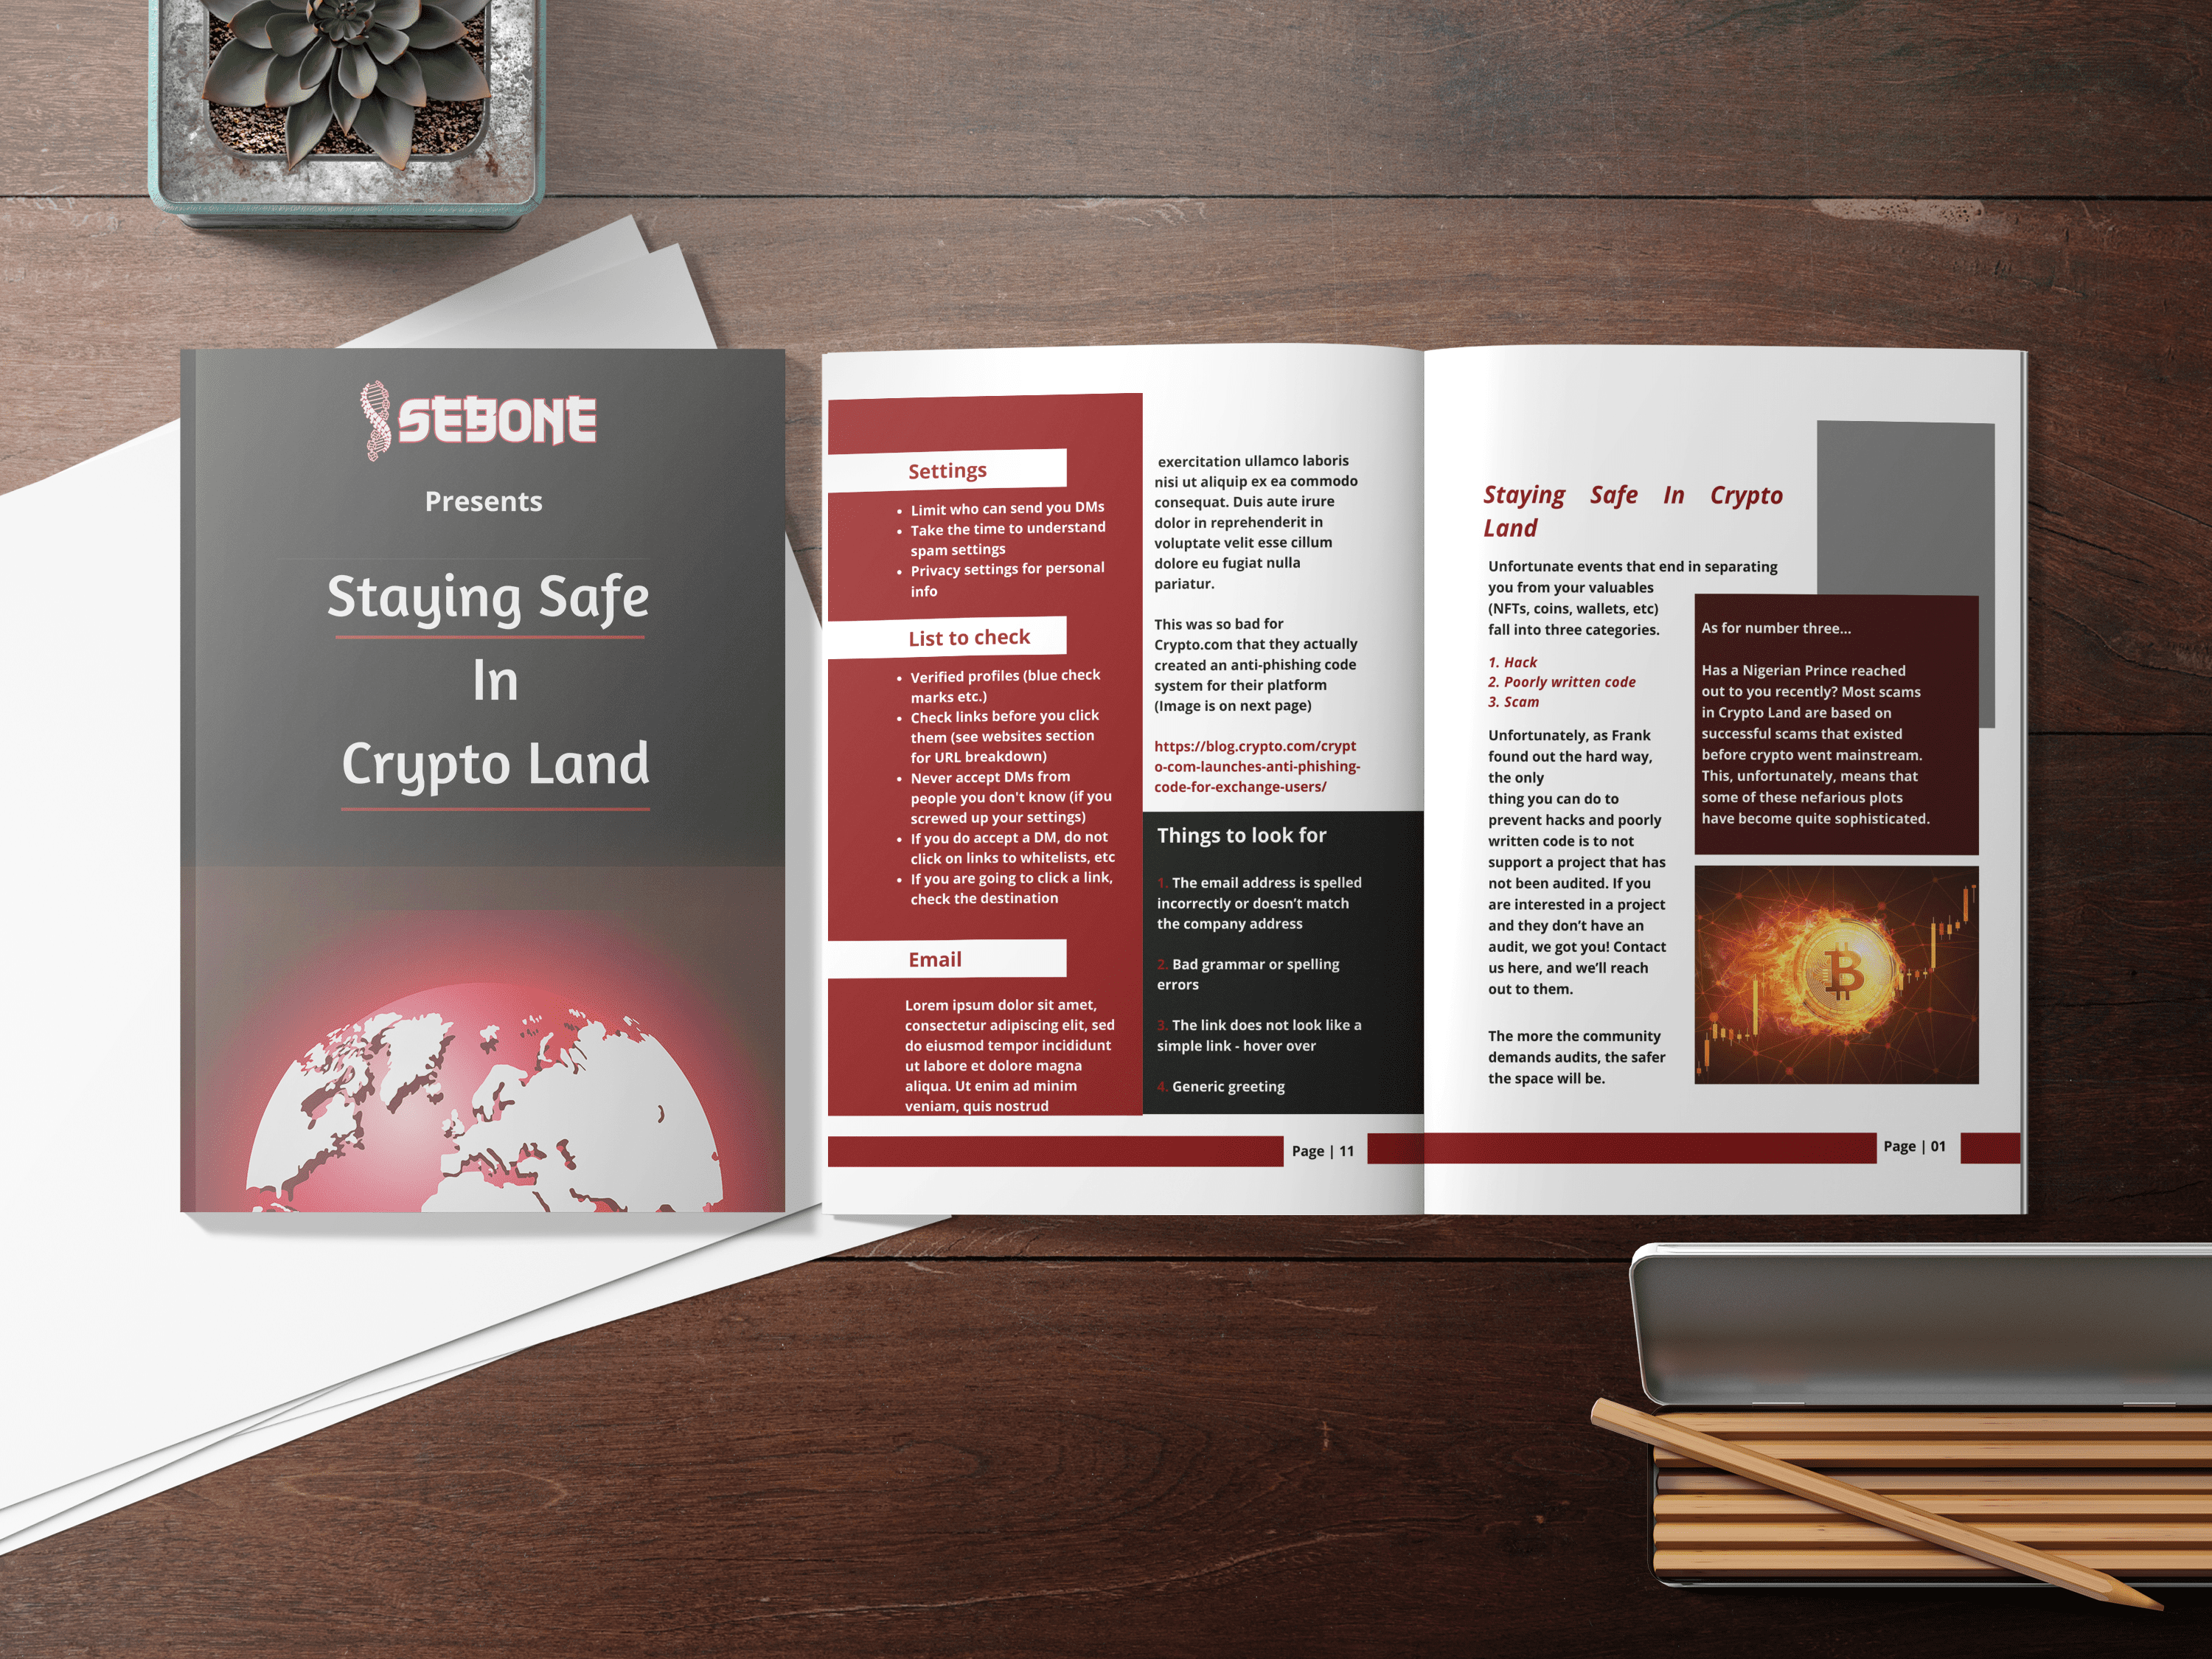 SEBONE
Presents
Staying Safe
In
Crypto Land
Settings
• Limit who can send you DMs
• Take the time to understand
spam settings
• Privacy settings for personal
info
List to check
• Verified profiles (blue check
marks etc.)
• Check links before you click
them (see websites section
for URL breakdown)
• Never accept DMs from
people you don't know (if you
screwed up your settings)
• If you do accept a DM, do not
click on links to whitelists, etc
• If you are going to click a link,
check the destination
Email
Lorem ipsum dolor sit amet,
consectetur adipiscing elit, sed
do eiusmod tempor incididunt
ut labore et dolore magna
aliqua. Ut enim ad minim
veniam, quis nostrud
exercitation ullamco laboris
nisi ut aliquip ex ea commodo
consequat. Duis aute irure
dolor in reprehenderit in
voluptate velit esse cillum
dolore eu fugiat nulla
pariatur.
This was so bad for
Crypto.com that they actually
created an anti-phishing code
system for their platform
(Image is on next page)
https://blog.crypto.com/crypt
o-com-launches-anti-phishing-
code-for-exchange-users/
Things to look for
1. The email address is spelled
incorrectly or doesn’t match
the company address
2. Bad grammar or spelling
errors
3. The link does not look like a
simple link - hover over
4. Generic greeting
Page | 11
Staying Safe In Crypto
Land
Unfortunate events that end in separating
you from your valuables
(NFTs, coins, wallets, etc)
fall into three categories.
1. Hack
2. Poorly written code
3. Scam
Unfortunately, as Frank
found out the hard way,
the only
thing you can do to
prevent hacks and poorly
written code is to not
support a project that has
not been audited. If you
are interested in a project
and they don’t have an
audit, we got you! Contact
us here, and we’ll reach
out to them.
The more the community
demands audits, the safer
the space will be.
As for number three...
Has a Nigerian Prince reached
out to you recently? Most scams
in Crypto Land are based on
successful scams that existed
before crypto went mainstream.
This, unfortunately, means that
some of these nefarious plots
have become quite sophisticated.
Page | 01